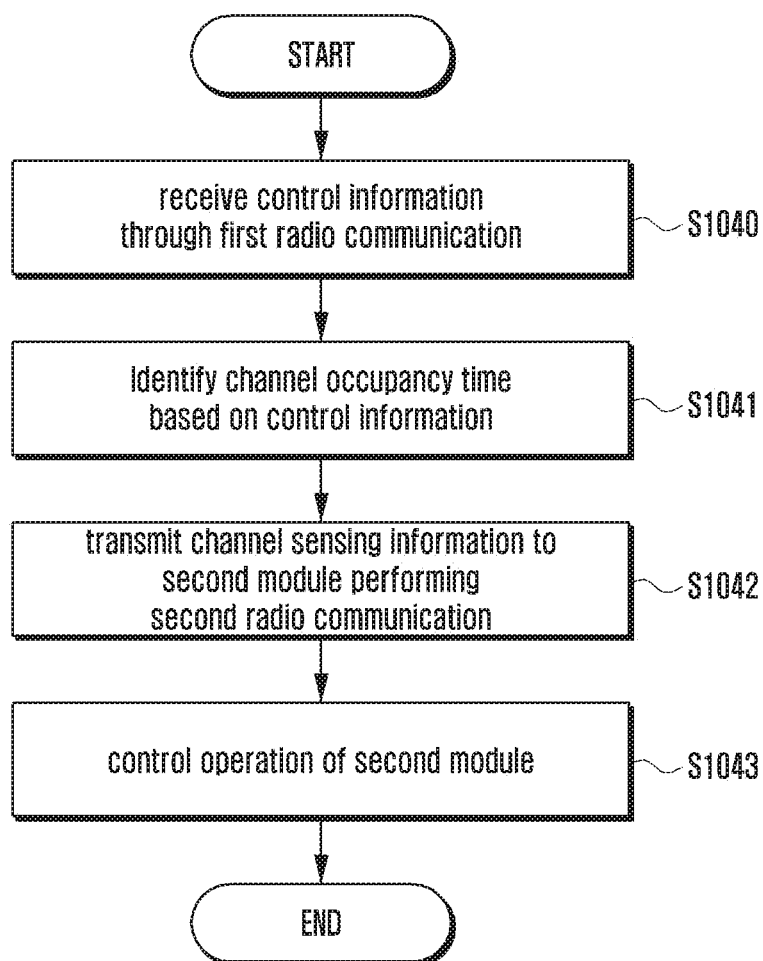 START
receive control information
through first radio communication
S1040
Identify channel occupancy time
based on control information
S1041
transmit channel sensing information to
second module performing
second radio communication
S1042
control operation of second module
S1043
END